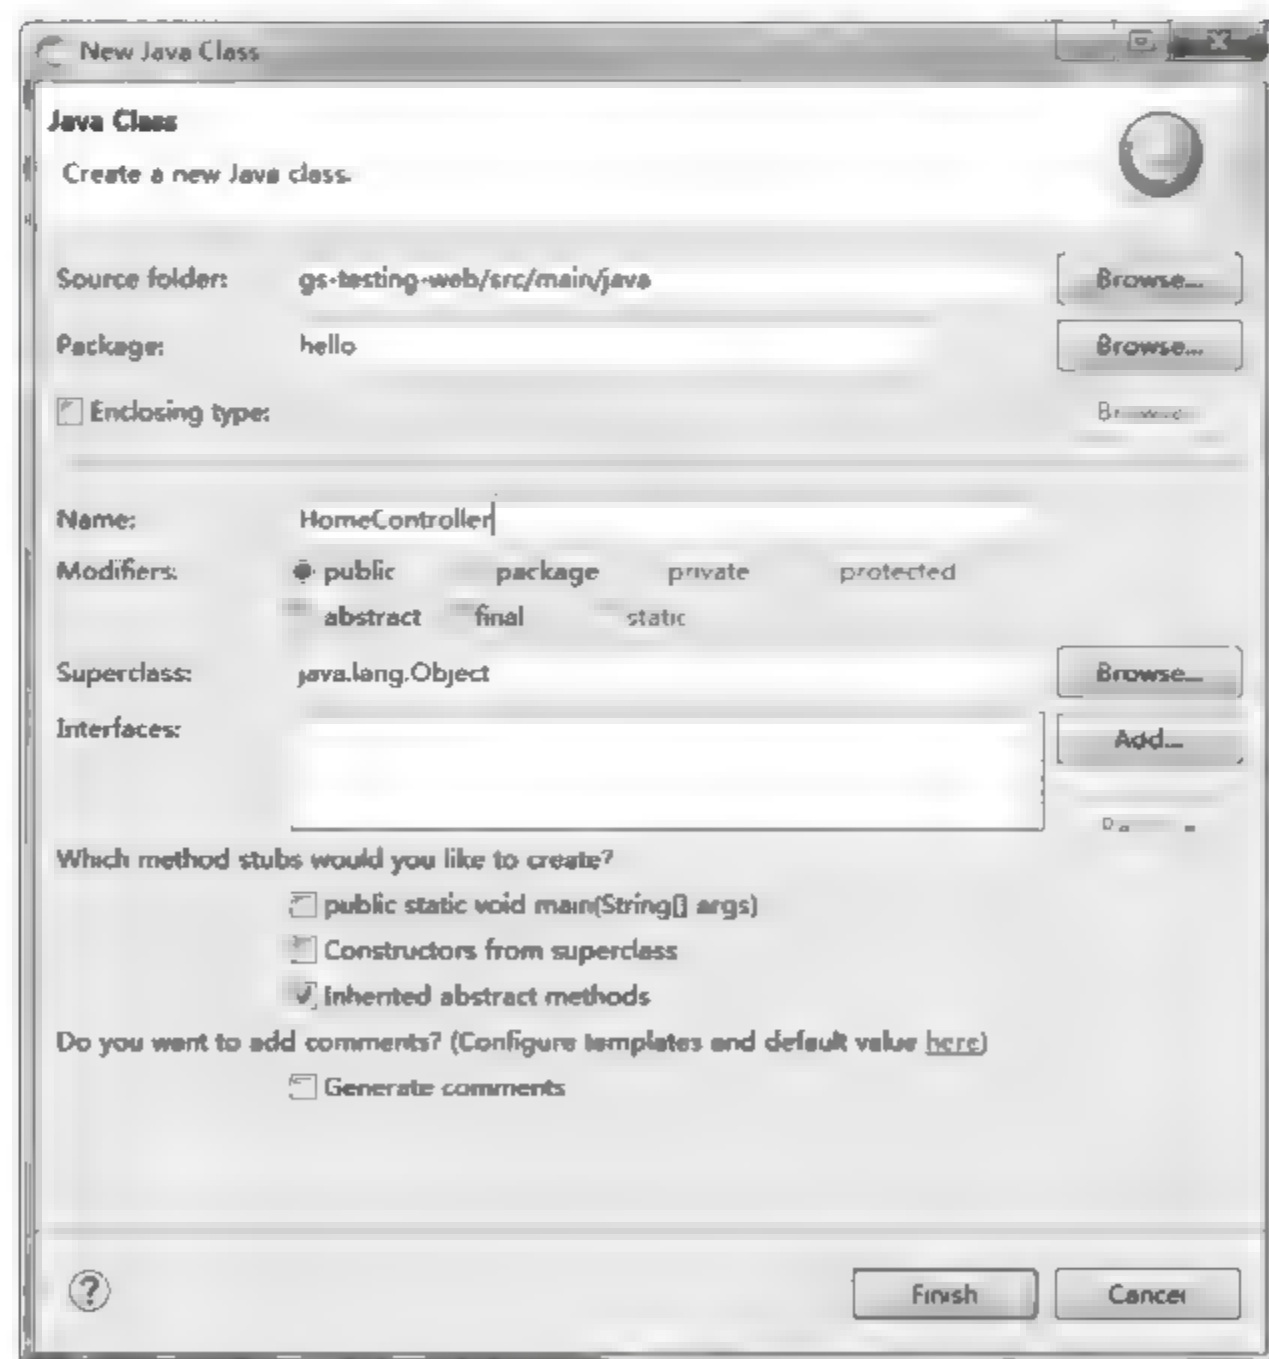 New Java Class
Java Class
Create a new Java class.
Source folder: gs-testing-web/src/main/java Browse...
Package: hello Browse...
Enclosing type:
Name: HomeController
Modifiers: public package private protected
abstract final static
Superclass: java.lang.Object Browse...
Interfaces: Add...
Which method stubs would you like to create?
public static void main(String[] args)
Constructors from superclass
Inherited abstract methods
Do you want to add comments? (Configure templates and default value here)
Generate comments
? Finish Cancel